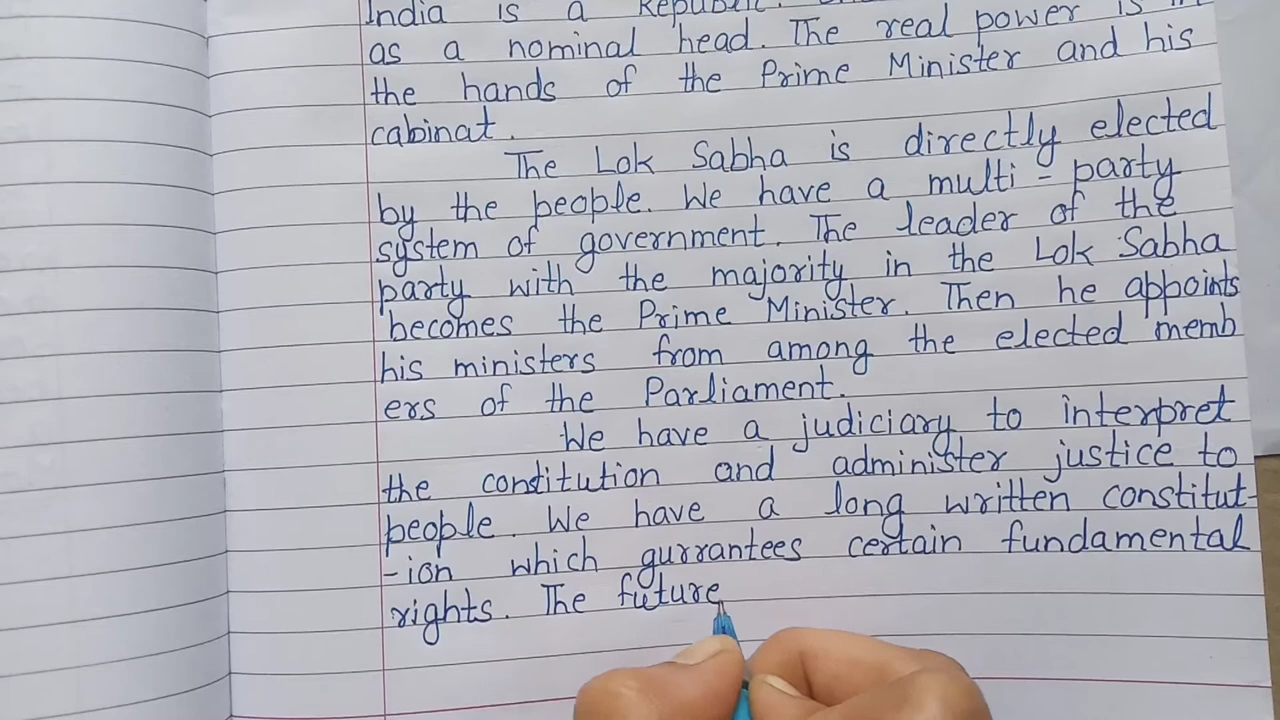 India is a Republic.
as a nominal head. The real power is in
the hands of the Prime Minister and his
cabinat.
The Lok Sabha is directly elected
by the people. We have a multi - party
system of government. The leader of the
party with the majority in the Lok Sabha
becomes the Prime Minister. Then he appoints
his ministers from among the elected memb
ers of the Parliament.
We have a judiciary to interpret
the constitution and administer justice to
people. We have a long written constitut-
-ion which gurrantees certain fundamental
rights. The future